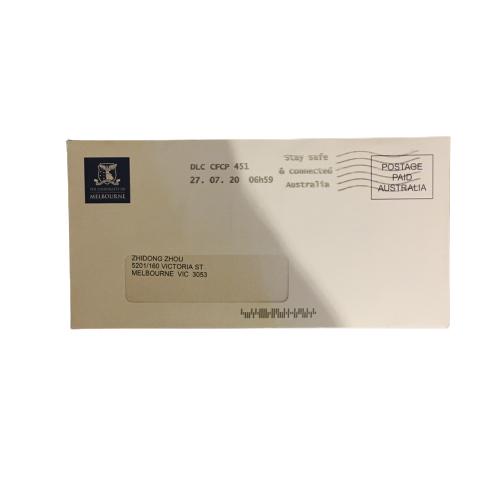 THE UNIVERSITY OF
MELBOURNE
DLC CFCP 451
27. 07. 20 06h59
Stay safe
& connected
Australia
POSTAGE
PAID
AUSTRALIA
ZHIDONG ZHOU
5201/160 VICTORIA ST
MELBOURNE VIC 3053